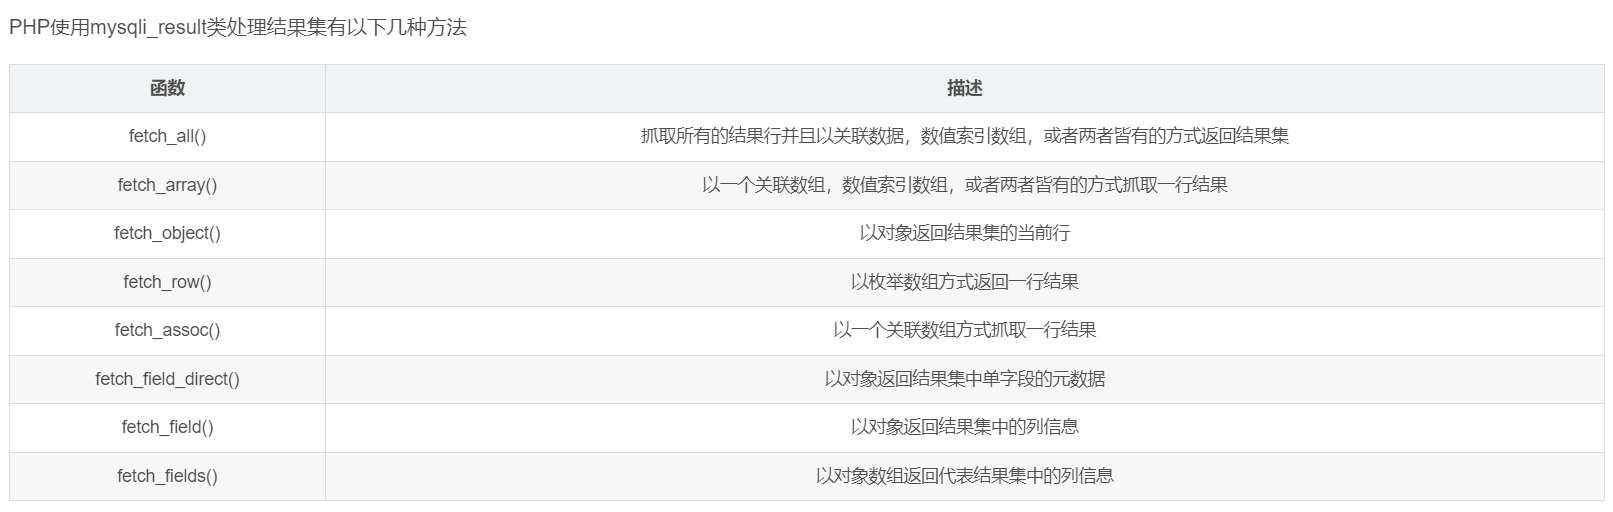 PHP使用mysqli_result类处理结果集有以下几种方法
函数 描述
fetch_all() 抓取所有的结果行并且以关联数据，数值索引数组，或者两者皆有的方式返回结果集
fetch_array() 以一个关联数组，数值索引数组，或者两者皆有的方式抓取一行结果
fetch_object() 以对象返回结果集的当前行
fetch_row() 以枚举数组方式返回一行结果
fetch_assoc() 以一个关联数组方式抓取一行结果
fetch_field_direct() 以对象返回结果集中单字段的元数据
fetch_field() 以对象返回结果集中的列信息
fetch_fields() 以对象数组返回代表结果集中的列信息